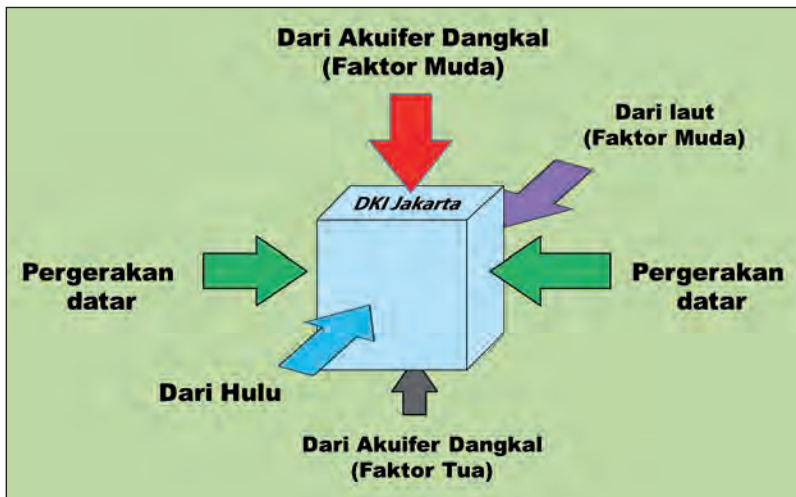 Dari Akuifer Dangkal
(Faktor Muda)
Dari laut
(Faktor Muda)
DKI Jakarta
Pergerakan
datar
Pergerakan
datar
Dari Hulu
Dari Akuifer Dangkal
(Faktor Tua)